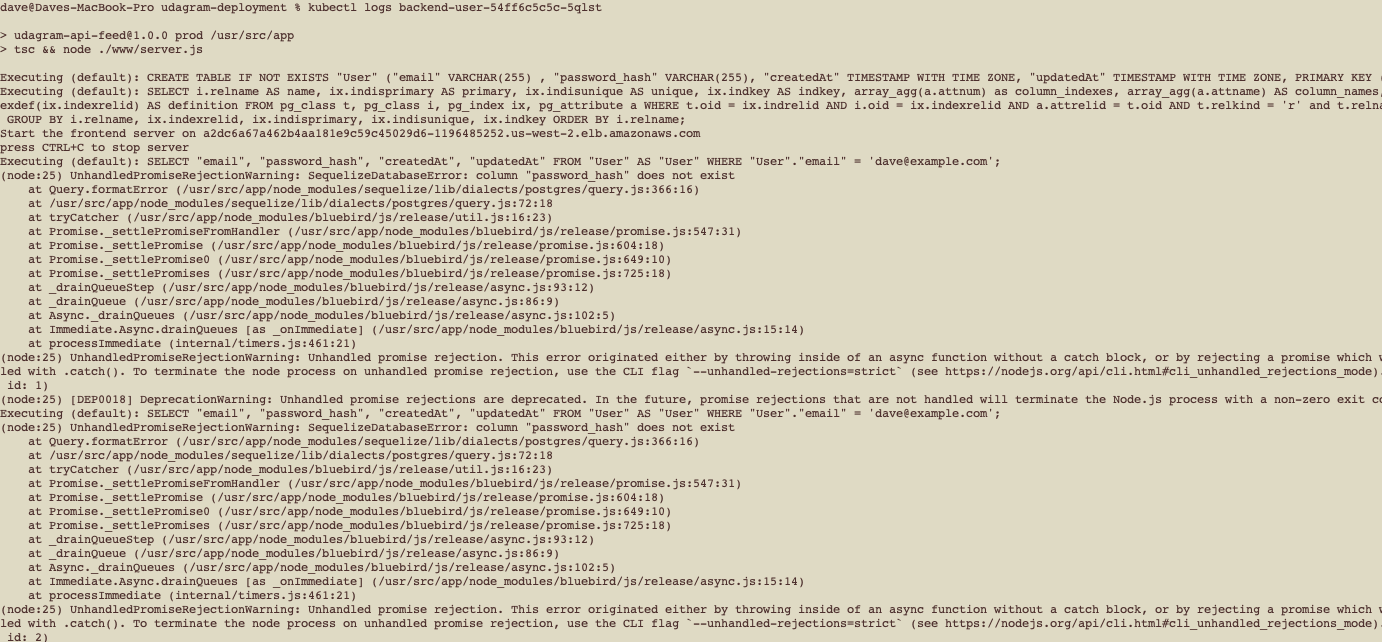 dave@Daves-MacBook-Pro udagram-deployment % kubectl logs backend-user-54ff6c5c5c-5qlst
> udagram-api-feed@1.0.0 prod /usr/src/app
> tsc && node ./www/server.js
Executing (default): CREATE TABLE IF NOT EXISTS "User" ("email" VARCHAR(255) , "password_hash" VARCHAR(255), "createdAt" TIMESTAMP WITH TIME ZONE, "updatedAt" TIMESTAMP WITH TIME ZONE, PRIMARY KEY (
Executing (default): SELECT i.relname AS name, ix.indisprimary AS primary, ix.indisunique AS unique, ix.indkey AS indkey, array_agg(a.attnum) as column_indexes, array_agg(a.attname) AS column_names,
exdef(ix.indexrelid) AS definition FROM pg_class t, pg_class i, pg_index ix, pg_attribute a WHERE t.oid = ix.indrelid AND i.oid = ix.indexrelid AND a.attrelid = t.oid AND t.relkind = 'r' and t.relna
GROUP BY i.relname, ix.indexrelid, ix.indisprimary, ix.indisunique, ix.indkey ORDER BY i.relname;
Start the frontend server on a2dc6a67a462b4aa181e9c59c45029d6-1196485252.us-west-2.elb.amazonaws.com
press CTRL+C to stop server
Executing (default): SELECT "email", "password_hash", "createdAt", "updatedAt" FROM "User" AS "User" WHERE "User"."email" = 'dave@example.com';
(node:25) UnhandledPromiseRejectionWarning: SequelizeDatabaseError: column "password_hash" does not exist
at Query.formatError (/usr/src/app/node_modules/sequelize/lib/dialects/postgres/query.js:366:16)
at /usr/src/app/node_modules/sequelize/lib/dialects/postgres/query.js:72:18
at tryCatcher (/usr/src/app/node_modules/bluebird/js/release/util.js:16:23)
at Promise._settlePromiseFromHandler (/usr/src/app/node_modules/bluebird/js/release/promise.js:547:31)
at Promise._settlePromise (/usr/src/app/node_modules/bluebird/js/release/promise.js:604:18)
at Promise._settlePromise0 (/usr/src/app/node_modules/bluebird/js/release/promise.js:649:10)
at Promise._settlePromises (/usr/src/app/node_modules/bluebird/js/release/promise.js:725:18)
at _drainQueueStep (/usr/src/app/node_modules/bluebird/js/release/async.js:93:12)
at _drainQueue (/usr/src/app/node_modules/bluebird/js/release/async.js:86:9)
at Async._drainQueues (/usr/src/app/node_modules/bluebird/js/release/async.js:102:5)
at Immediate.Async.drainQueues [as _onImmediate] (/usr/src/app/node_modules/bluebird/js/release/async.js:15:14)
at processImmediate (internal/timers.js:461:21)
(node:25) UnhandledPromiseRejectionWarning: Unhandled promise rejection. This error originated either by throwing inside of an async function without a catch block, or by rejecting a promise which w
led with .catch(). To terminate the node process on unhandled promise rejection, use the CLI flag `--unhandled-rejections=strict` (see https://nodejs.org/api/cli.html#cli_unhandled_rejections_mode).
id: 1)
(node:25) [DEP0018] DeprecationWarning: Unhandled promise rejections are deprecated. In the future, promise rejections that are not handled will terminate the Node.js process with a non-zero exit co
Executing (default): SELECT "email", "password_hash", "createdAt", "updatedAt" FROM "User" AS "User" WHERE "User"."email" = 'dave@example.com';
(node:25) UnhandledPromiseRejectionWarning: SequelizeDatabaseError: column "password_hash" does not exist
at Query.formatError (/usr/src/app/node_modules/sequelize/lib/dialects/postgres/query.js:366:16)
at /usr/src/app/node_modules/sequelize/lib/dialects/postgres/query.js:72:18
at tryCatcher (/usr/src/app/node_modules/bluebird/js/release/util.js:16:23)
at Promise._settlePromiseFromHandler (/usr/src/app/node_modules/bluebird/js/release/promise.js:547:31)
at Promise._settlePromise (/usr/src/app/node_modules/bluebird/js/release/promise.js:604:18)
at Promise._settlePromise0 (/usr/src/app/node_modules/bluebird/js/release/promise.js:649:10)
at Promise._settlePromises (/usr/src/app/node_modules/bluebird/js/release/promise.js:725:18)
at _drainQueueStep (/usr/src/app/node_modules/bluebird/js/release/async.js:93:12)
at _drainQueue (/usr/src/app/node_modules/bluebird/js/release/async.js:86:9)
at Async._drainQueues (/usr/src/app/node_modules/bluebird/js/release/async.js:102:5)
at Immediate.Async.drainQueues [as _onImmediate] (/usr/src/app/node_modules/bluebird/js/release/async.js:15:14)
at processImmediate (internal/timers.js:461:21)
(node:25) UnhandledPromiseRejectionWarning: Unhandled promise rejection. This error originated either by throwing inside of an async function without a catch block, or by rejecting a promise which w
led with .catch(). To terminate the node process on unhandled promise rejection, use the CLI flag `--unhandled-rejections=strict` (see https://nodejs.org/api/cli.html#cli_unhandled_rejections_mode).
id: 2)